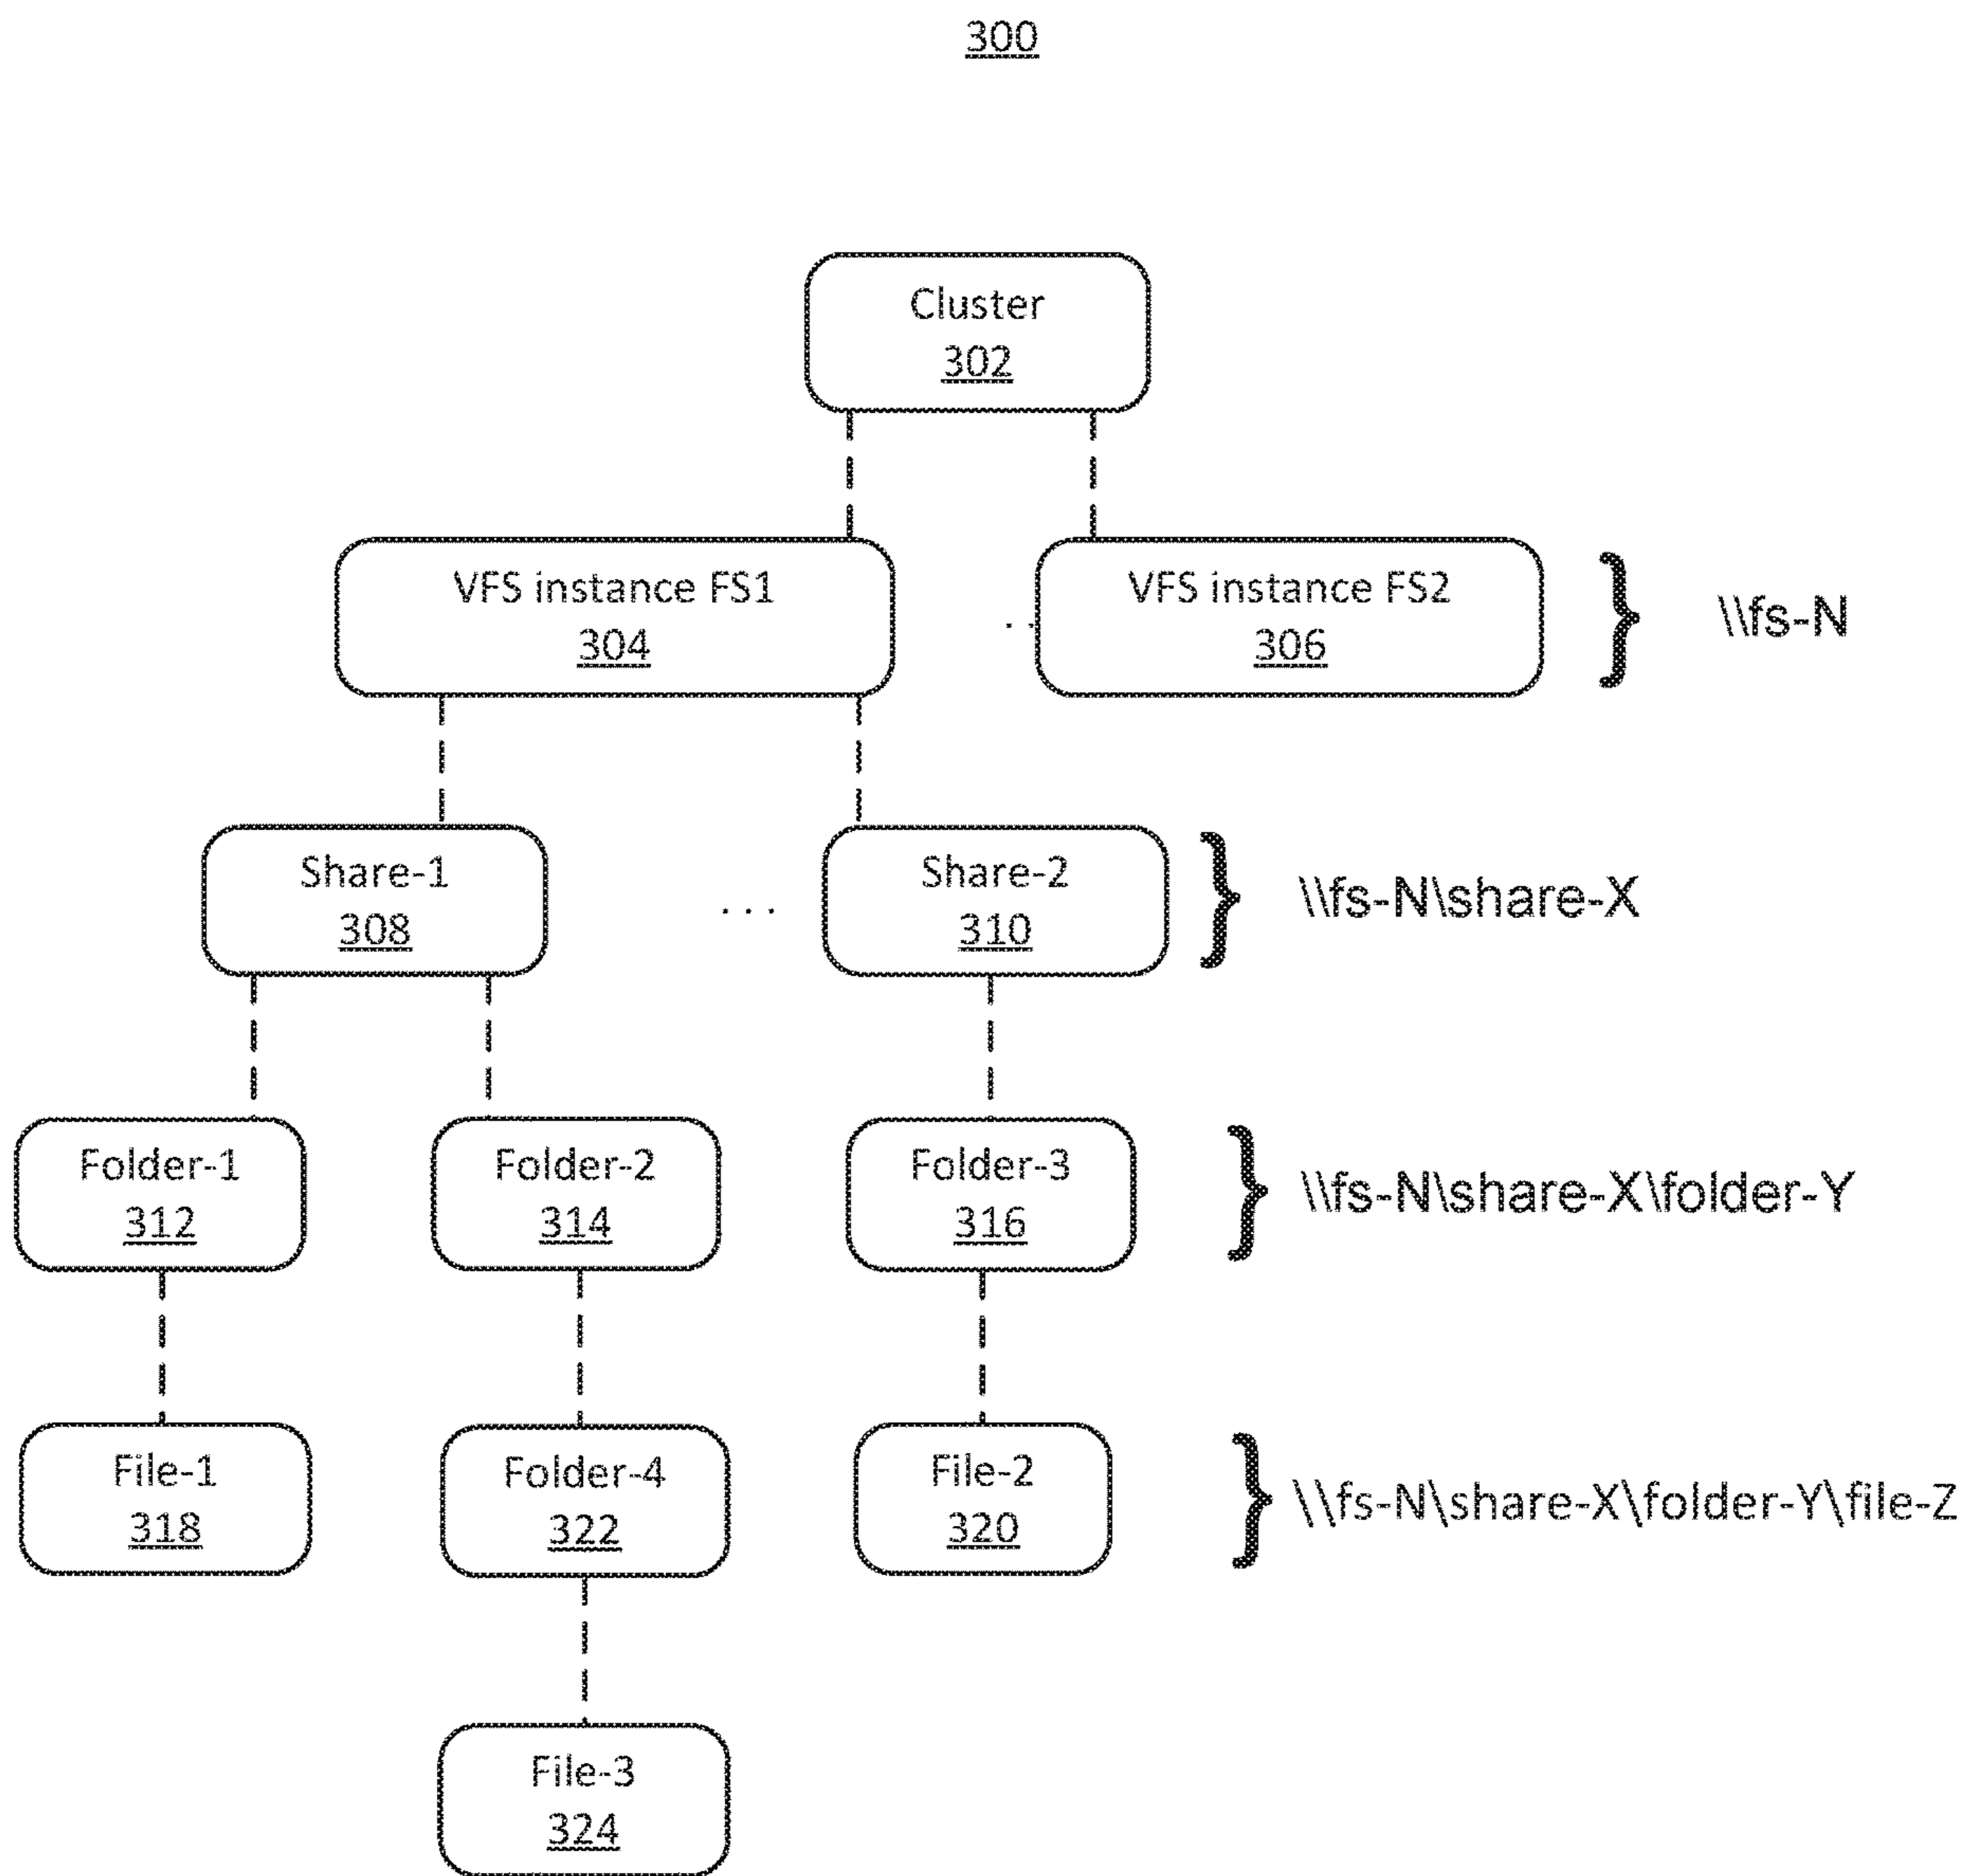 300
Cluster
302
VFS instance FS1
304
. .
VFS instance FS2
306
} \\fs-N
Share-1
308
. . .
Share-2
310
} \\fs-N\share-X
Folder-1
312
Folder-2
314
Folder-3
316
} \\fs-N\share-X\folder-Y
File-1
318
Folder-4
322
File-2
320
} \\fs-N\share-X\folder-Y\file-Z
File-3
324